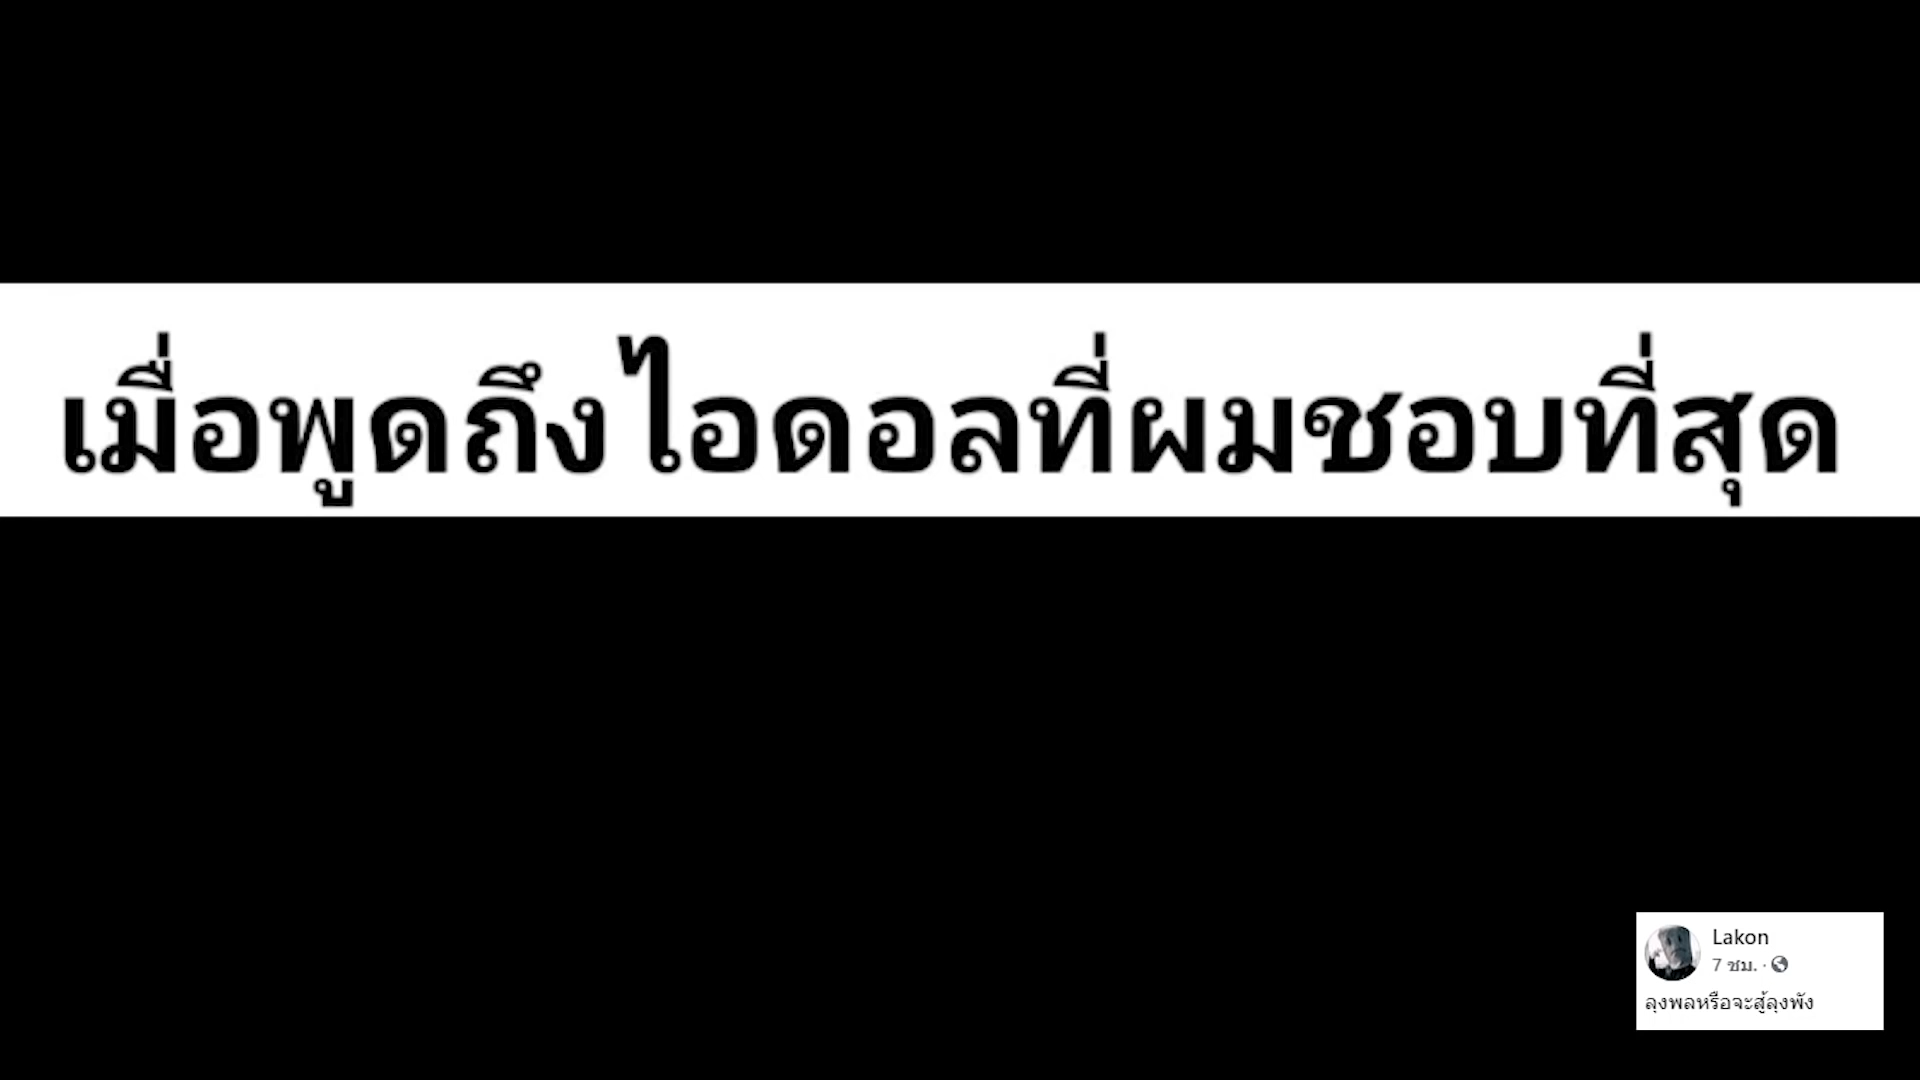 เมื่อพูดถึงไอดอลที่ผมชอบที่สุด
Lakon
7 ชม. ·
ลุงพลหรือจะสู้ลุงพัง